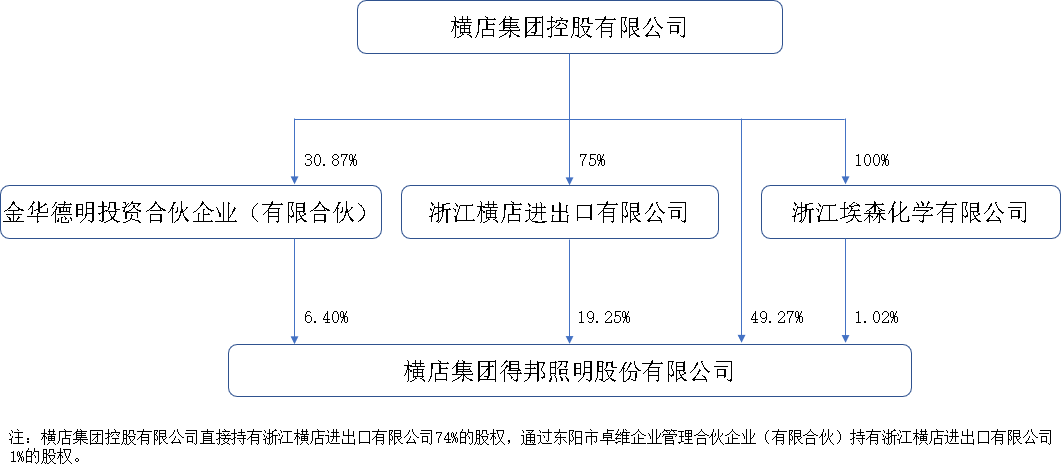 横店集团控股有限公司
30.87%
75%
100%
金华德明投资合伙企业（有限合伙）
浙江横店进出口有限公司
浙江埃森化学有限公司
6.40%
19.25%
49.27%
1.02%
横店集团得邦照明股份有限公司
注：横店集团控股有限公司直接持有浙江横店进出口有限公司74%的股权，通过东阳市卓维企业管理合伙企业（有限合伙）持有浙江横店进出口有限公司
1%的股权。